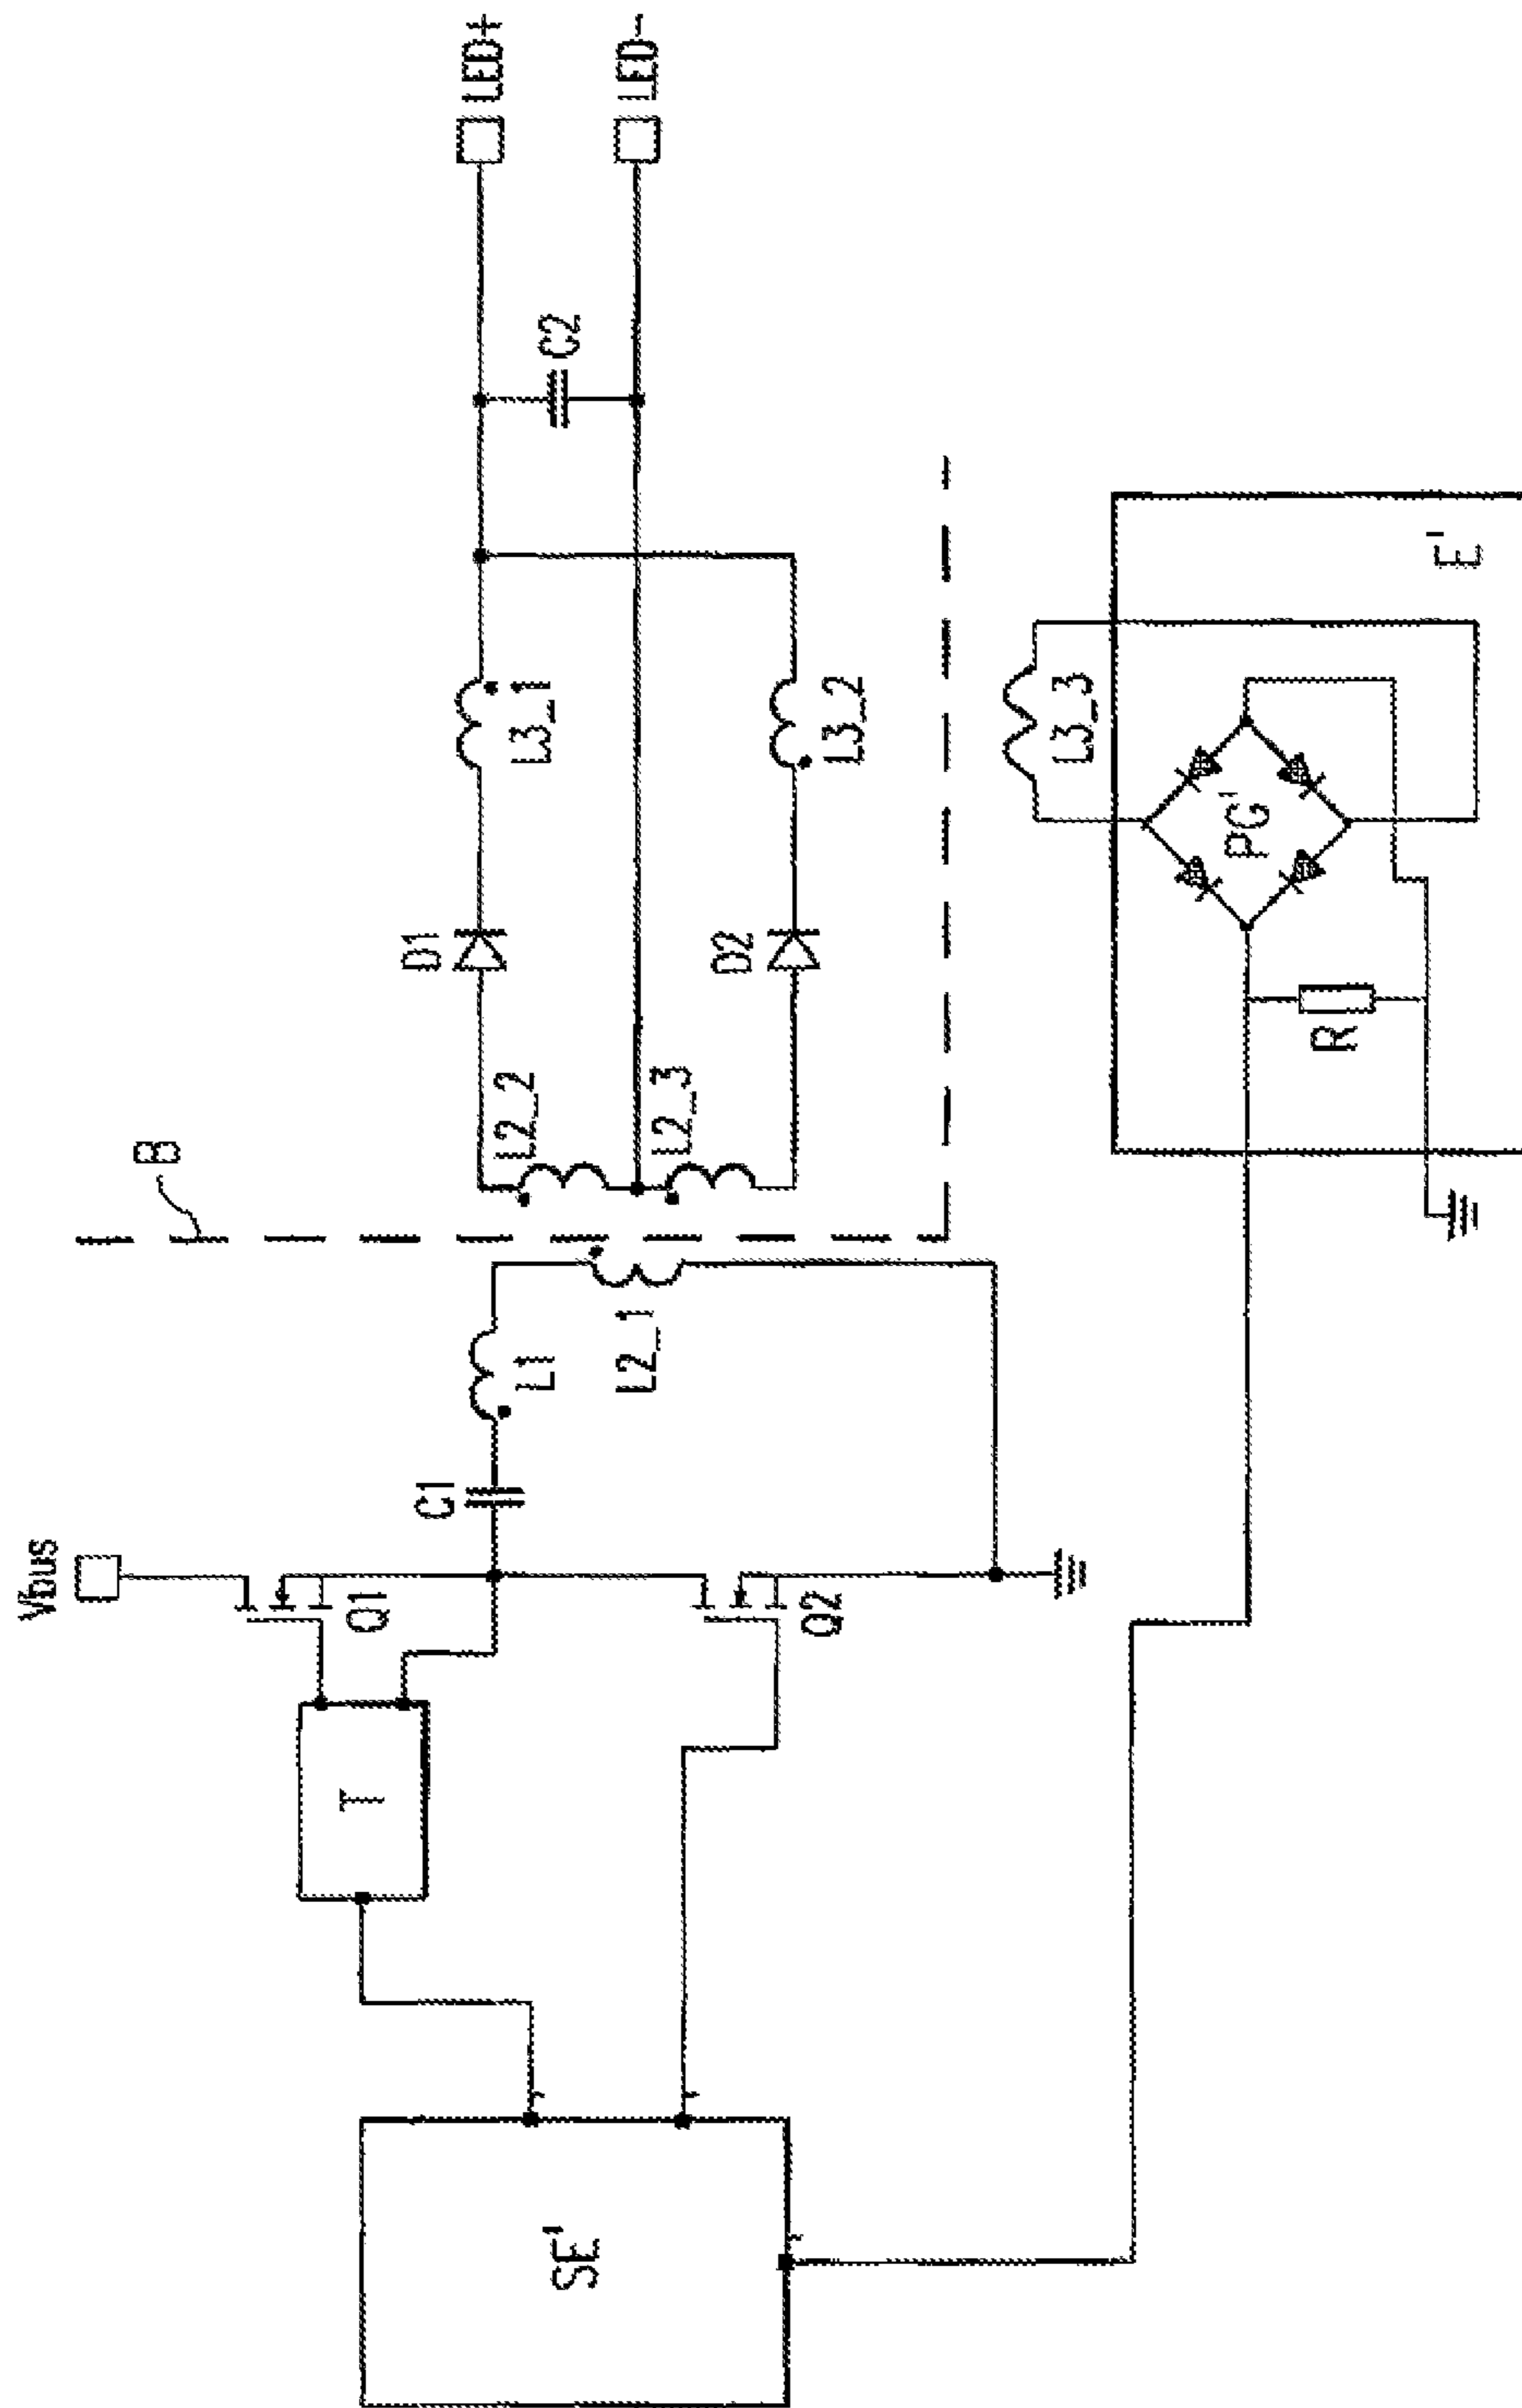 Vbus
B
LED+
LED-
T
Q1
C1
L1
L2_1
L2_2
L2_3
D1
D2
L3_1
L3_2
C2
Q2
SE'
L3_3
PG'
R
E'